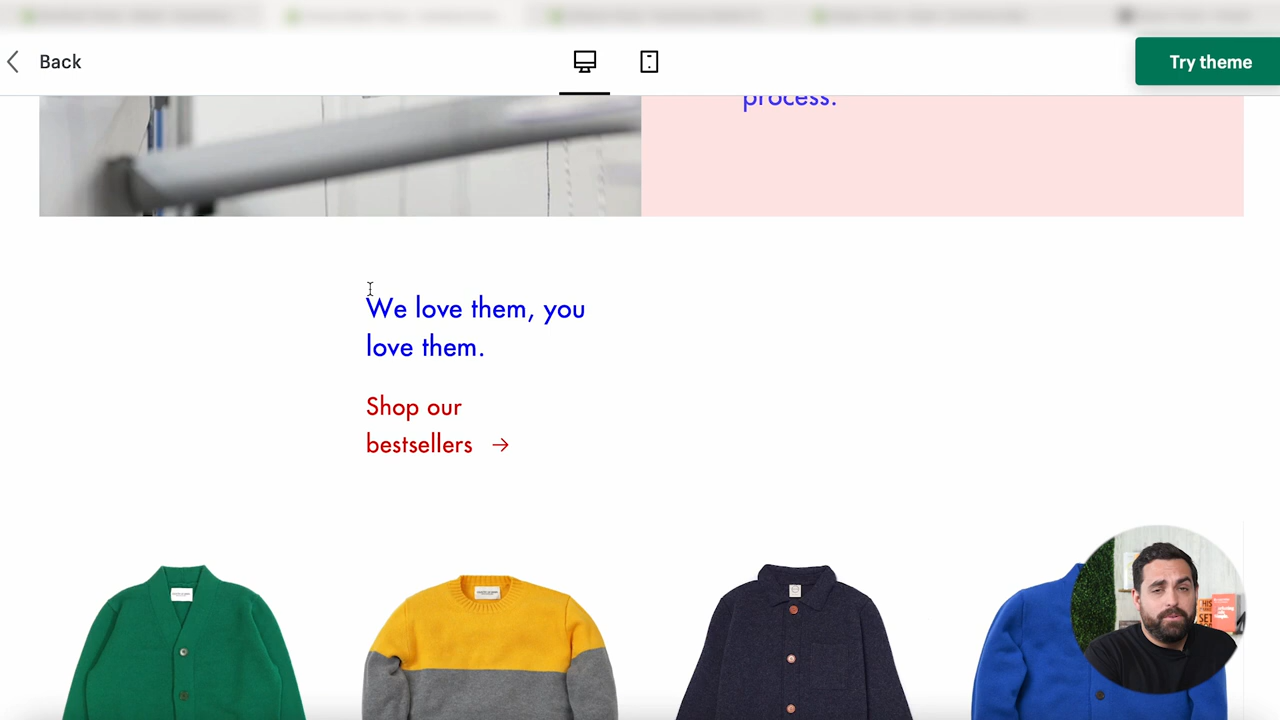 Back
Try theme
process.
We love them, you
love them.
Shop our
bestsellers →